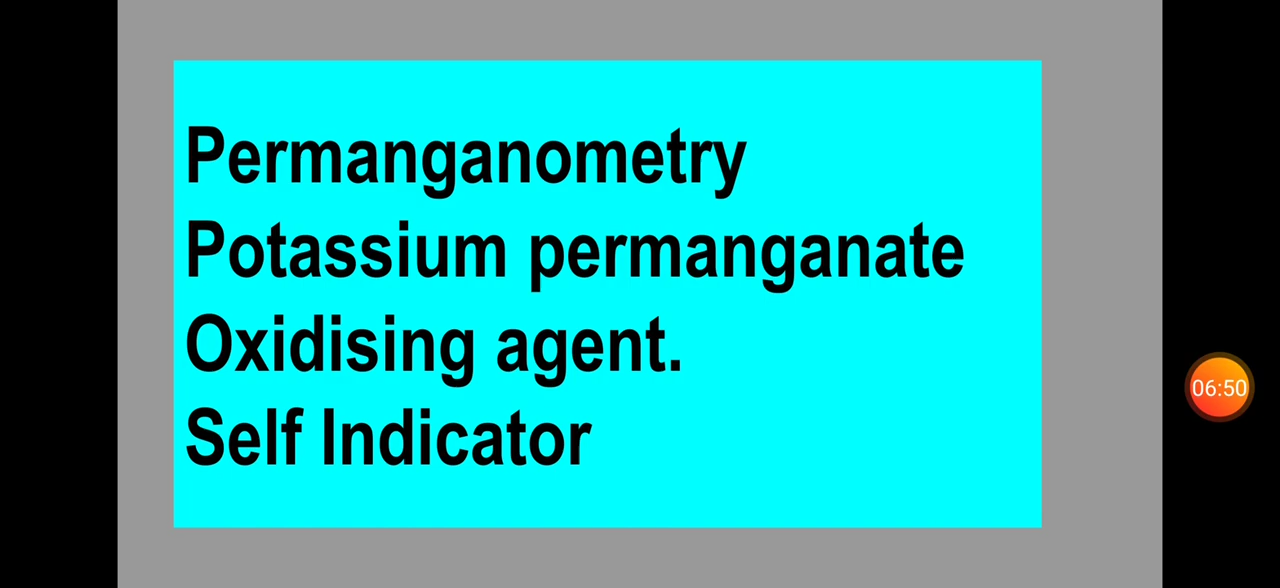 Permanganometry
Potassium permanganate
Oxidising agent.
Self Indicator
06:50